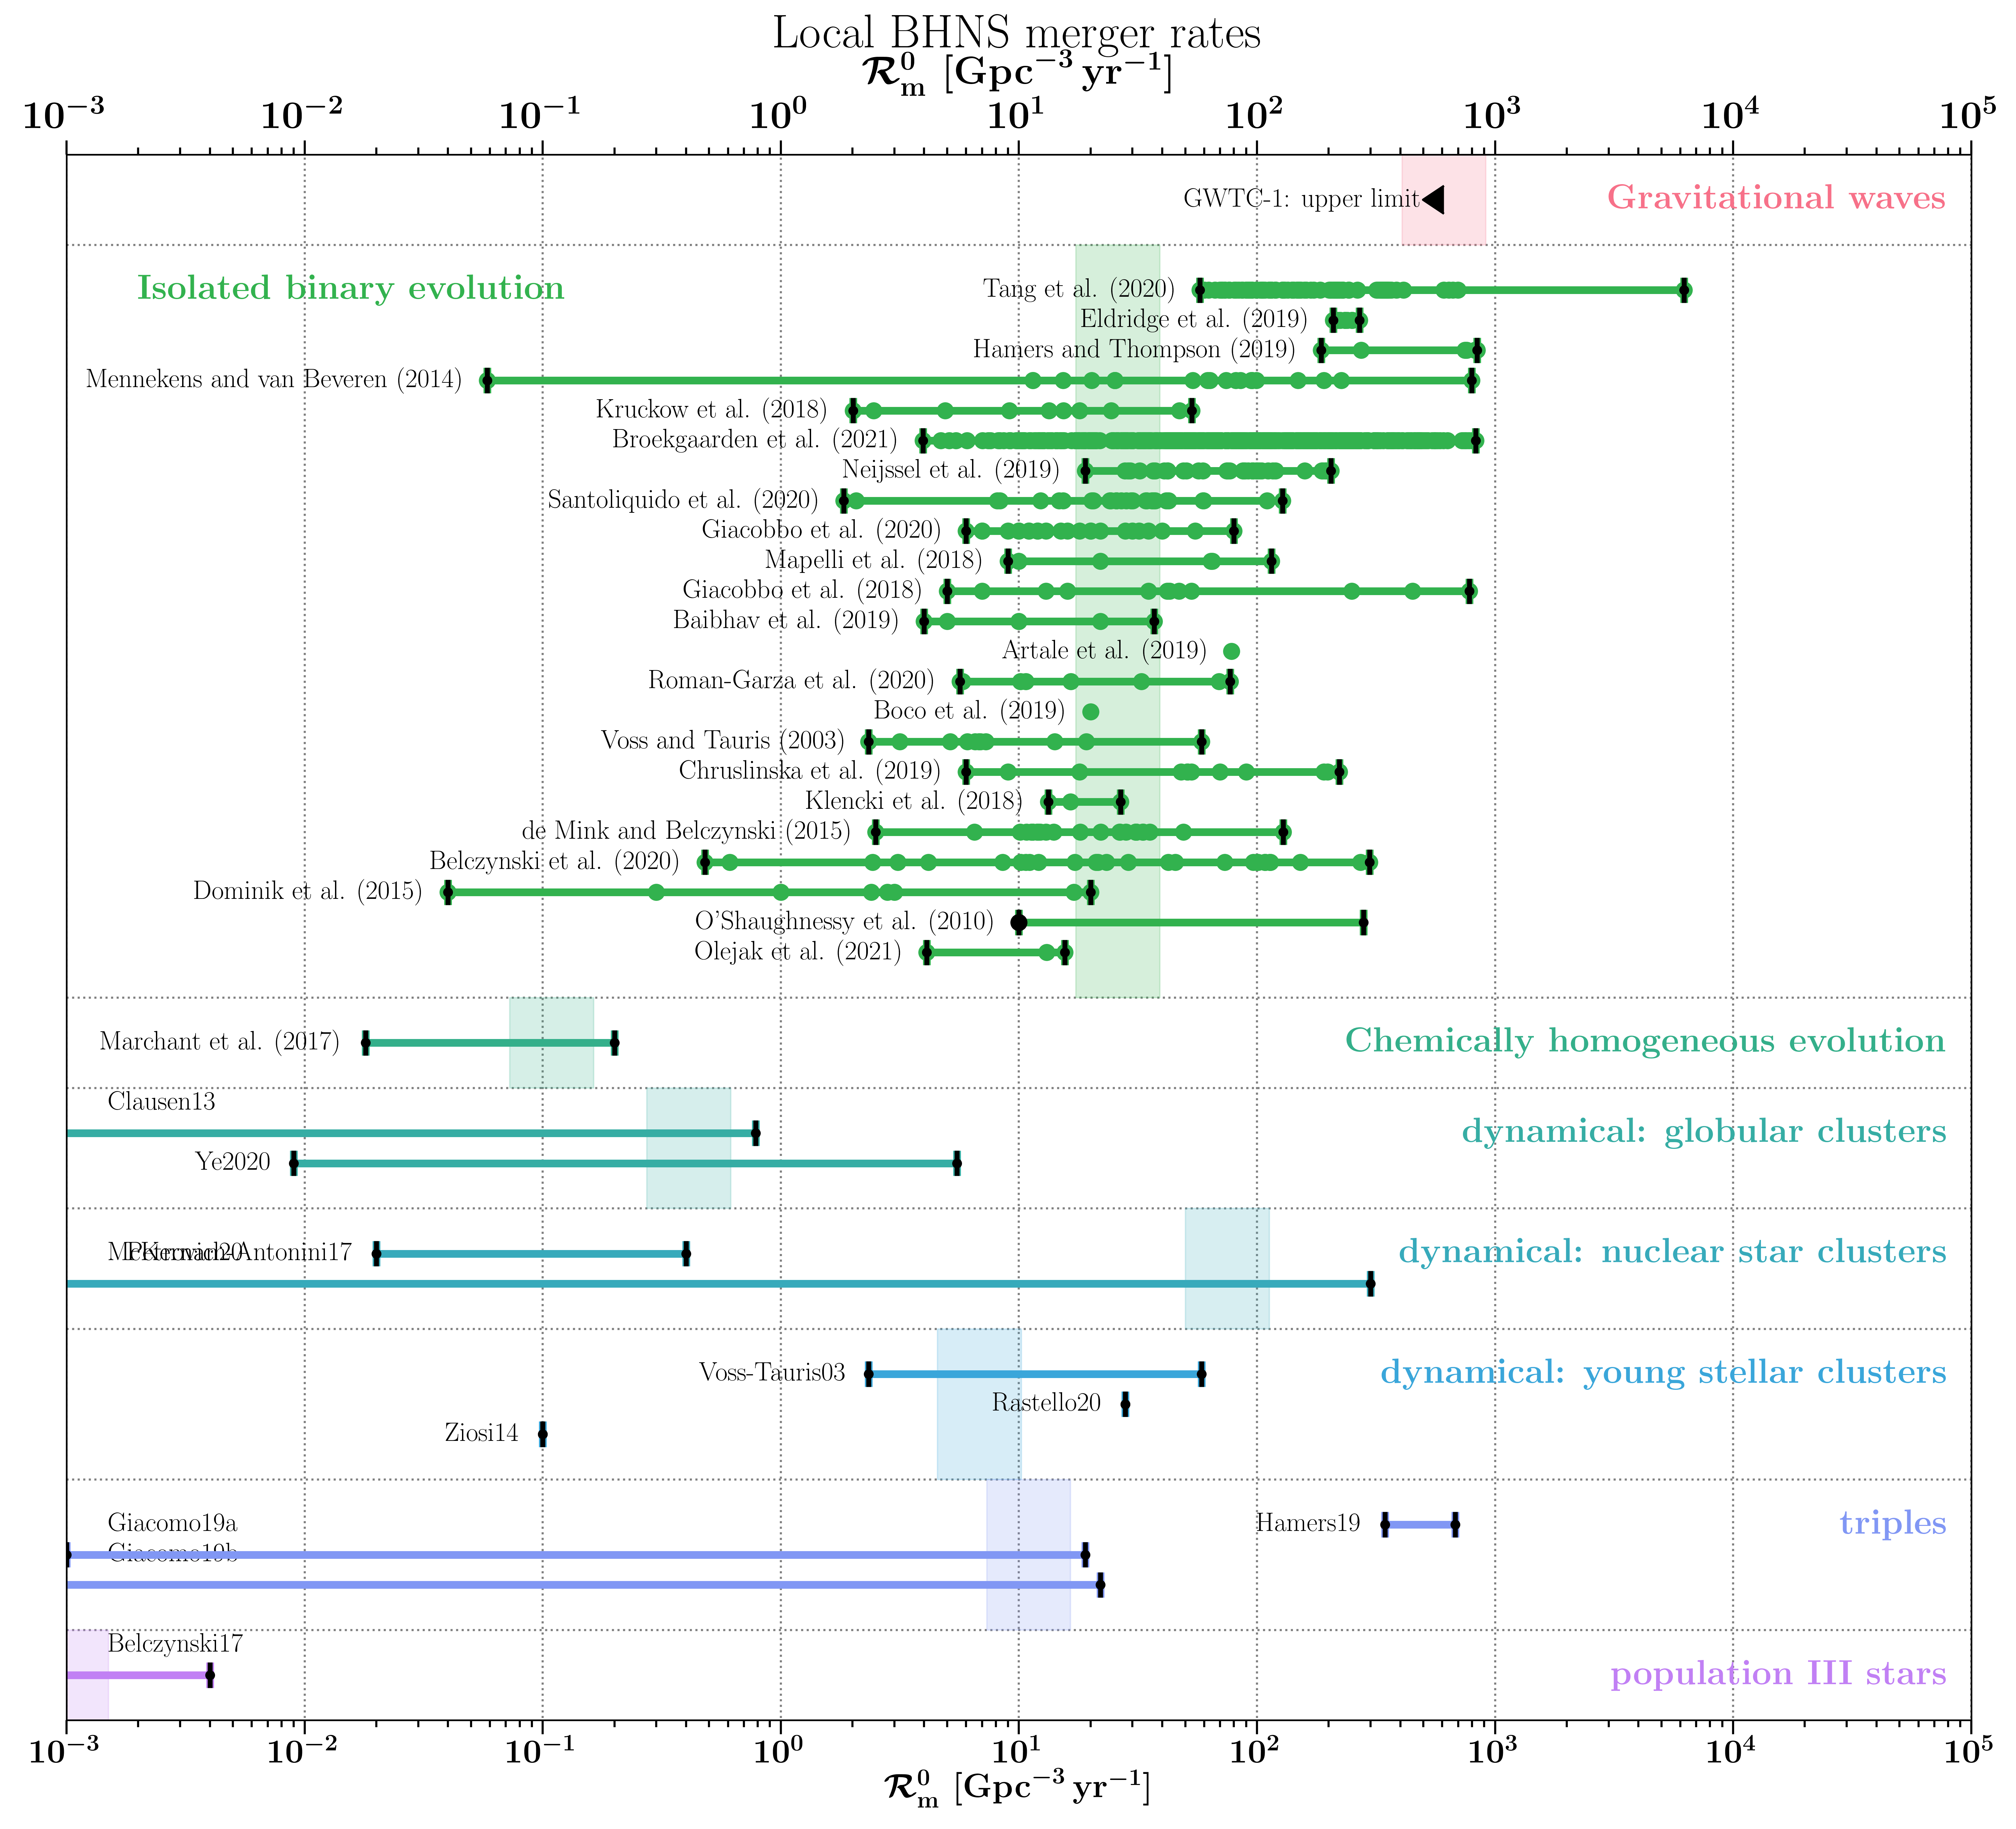 Local BHNS merger rates
𝓡⁰ₘ [Gpc⁻³ yr⁻¹]
10⁻³ 10⁻² 10⁻¹ 10⁰ 10¹ 10² 10³ 10⁴ 10⁵
GWTC-1: upper limit
Gravitational waves
Isolated binary evolution
Tang et al. (2020)
Eldridge et al. (2019)
Hamers and Thompson (2019)
Mennekens and van Beveren (2014)
Kruckow et al. (2018)
Broekgaarden et al. (2021)
Neijssel et al. (2019)
Santoliquido et al. (2020)
Giacobbo et al. (2020)
Mapelli et al. (2018)
Giacobbo et al. (2018)
Baibhav et al. (2019)
Artale et al. (2019)
Roman-Garza et al. (2020)
Boco et al. (2019)
Voss and Tauris (2003)
Chruslinska et al. (2019)
Klencki et al. (2018)
de Mink and Belczynski (2015)
Belczynski et al. (2020)
Dominik et al. (2015)
O'Shaughnessy et al. (2010)
Olejak et al. (2021)
Marchant et al. (2017)
Chemically homogeneous evolution
Clausen13
dynamical: globular clusters
Ye2020
Antonini17
dynamical: nuclear star clusters
Voss-Tauris03
dynamical: young stellar clusters
Rastello20
Ziosi14
Giacomo19a
Hamers19
triples
Giacomo19b
Belczynski17
population III stars
10⁻³ 10⁻² 10⁻¹ 10⁰ 10¹ 10² 10³ 10⁴ 10⁵
𝓡⁰ₘ [Gpc⁻³ yr⁻¹]